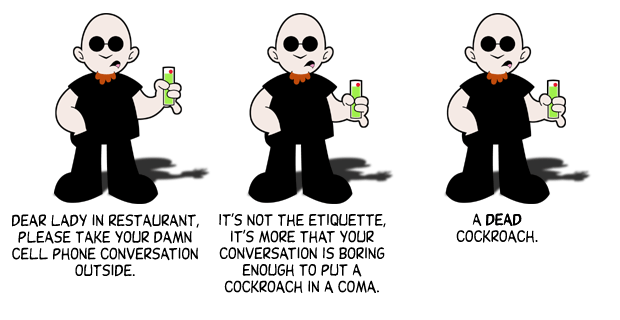 DEAR LADY IN RESTAURANT,
PLEASE TAKE YOUR DAMN
CELL PHONE CONVERSATION
OUTSIDE.
IT'S NOT THE ETIQUETTE,
IT'S MORE THAT YOUR
CONVERSATION IS BORING
ENOUGH TO PUT A
COCKROACH IN A COMA.
A DEAD
COCKROACH.